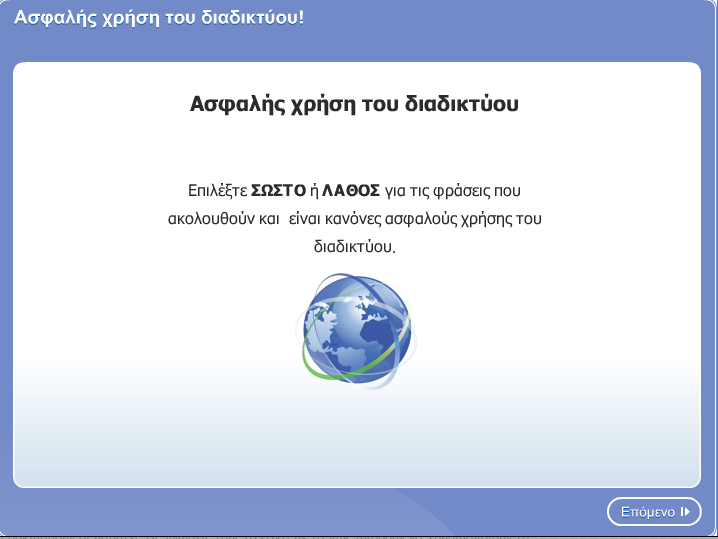 Ασφαλής χρήση του διαδικτύου!
Ασφαλής χρήση του διαδικτύου
Επιλέξτε ΣΩΣΤΟ ή ΛΑΘΟΣ για τις φράσεις που
ακολουθούν και είναι κανόνες ασφαλούς χρήσης του
διαδικτύου.
Επόμενο